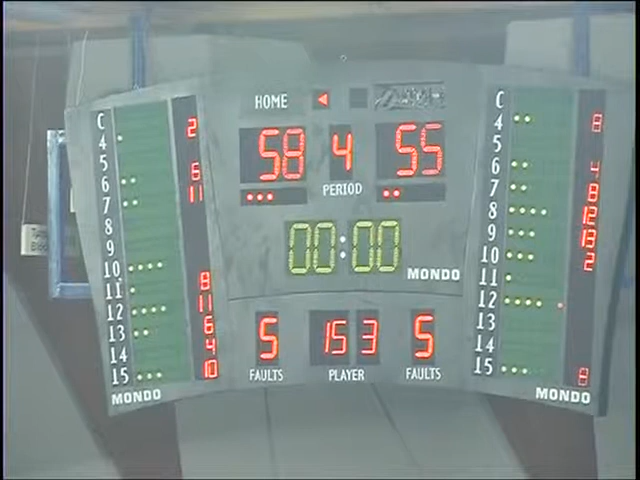 HOME
58 4 55
PERIOD
00:00
MONDO
5 15 3 5
FAULTS PLAYER FAULTS
C
4 2
5
6 6
7 11
8
9
10
11 8
12 11
13 6
14 4
15 10
MONDO
C
4 8
5
6 4
7 8
8 12
9 13
10 2
11
12
13
14
15 8
MONDO